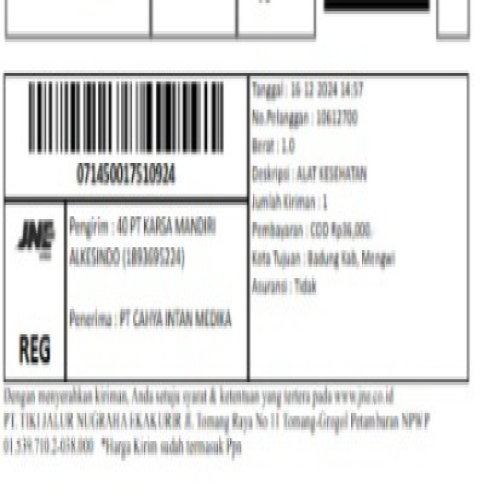 071450017510924
JNE
REG
Pengirim : 40 PT KARSA MANDIRI
ALKESINDO (1893695224)
Penerima : PT CAHYA INTAN MEDIKA
Tanggal : 16 12 2024 14:57
No.Pelanggan : 10612700
Berat : 1.0
Deskripsi : ALAT KESEHATAN
Jumlah Kiriman : 1
Pembayaran : COD Rp36,000.
Kota Tujuan : Badung Kab, Mengwi
Asuransi : Tidak
Dengan menyerahkan kiriman, Anda setuju syarat & ketentuan yang tertera pada www.jne.co.id
PT. TIKI JALUR NUGRAHA EKAKURIR Jl. Tomang Raya No 11 Tomang-Grogol Petamburan NPWP
01.539.710.2-038.000 *Harga Kirim sudah termasuk Ppn